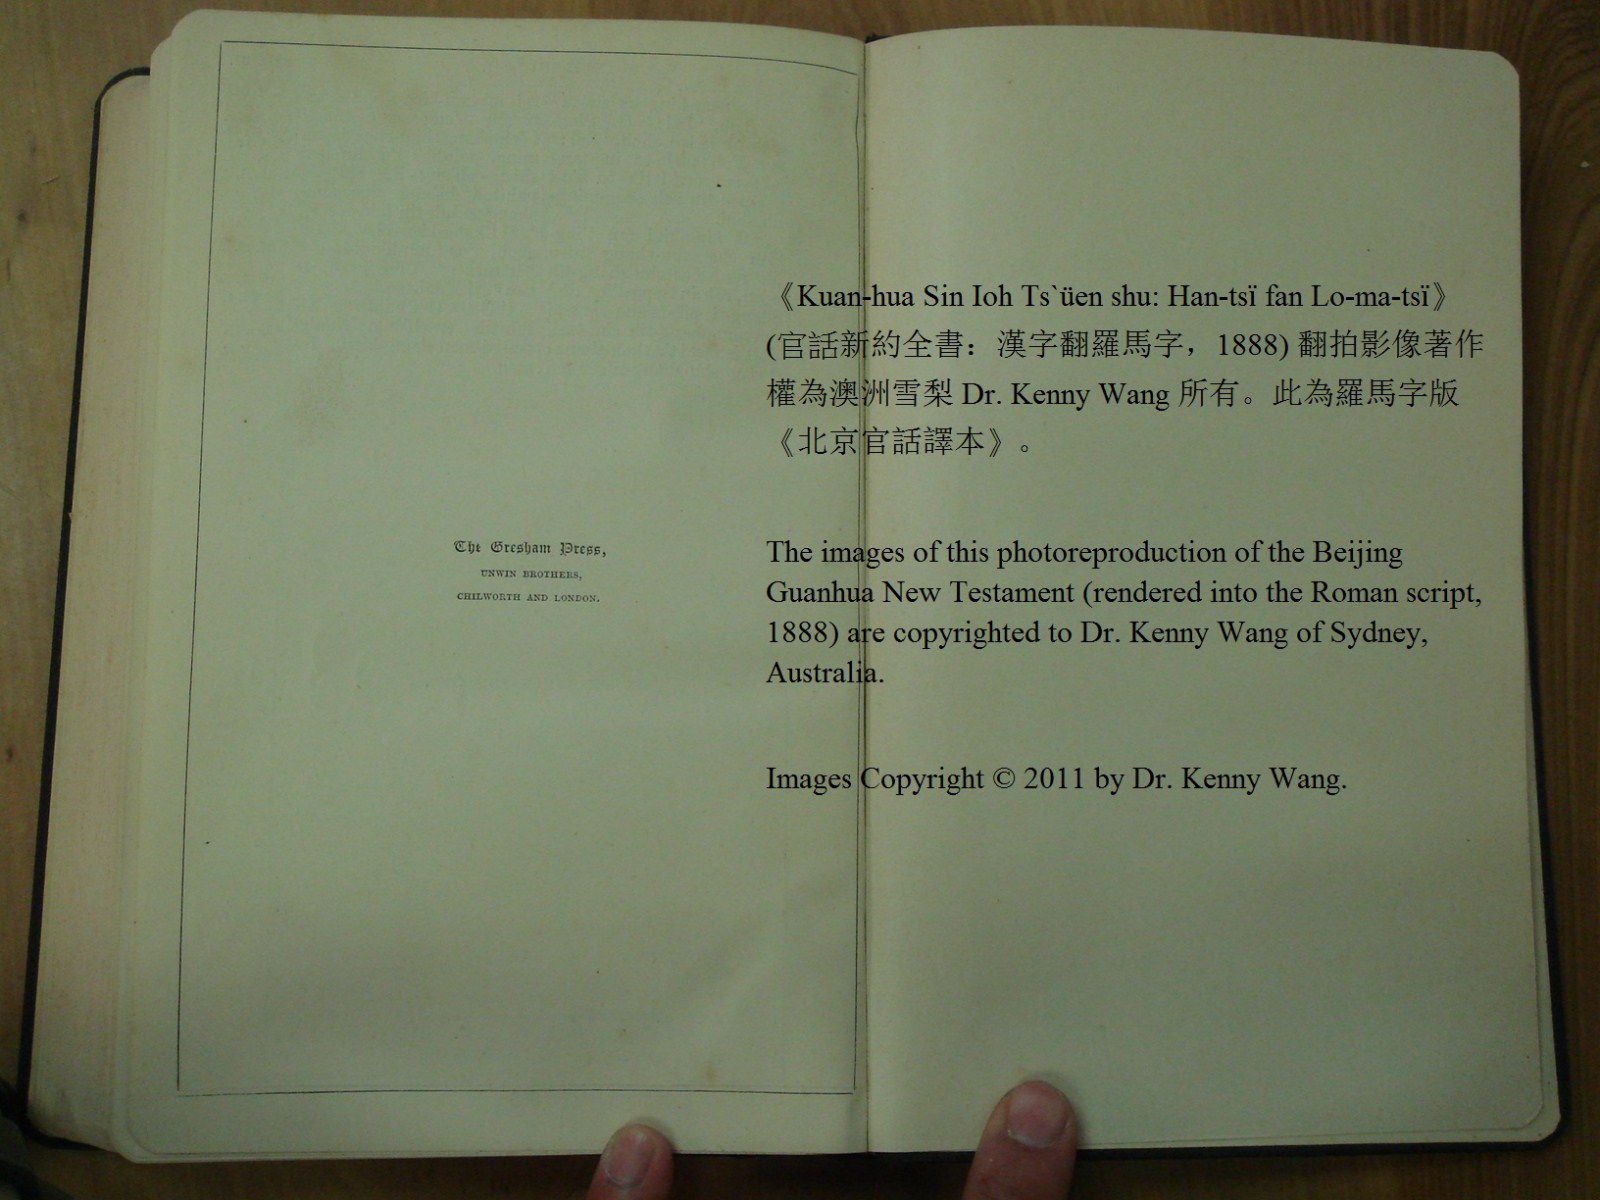 The Gresham Press,
UNWIN BROTHERS,
CHILWORTH AND LONDON.
《Kuan-hua Sin Ioh Ts`üen shu: Han-tsï fan Lo-ma-tsï》
(官話新約全書：漢字翻羅馬字，1888) 翻拍影像著作
權為澳洲雪梨 Dr. Kenny Wang 所有。此為羅馬字版
《北京官話譯本》。
The images of this photoreproduction of the Beijing
Guanhua New Testament (rendered into the Roman script,
1888) are copyrighted to Dr. Kenny Wang of Sydney,
Australia.
Images Copyright © 2011 by Dr. Kenny Wang.